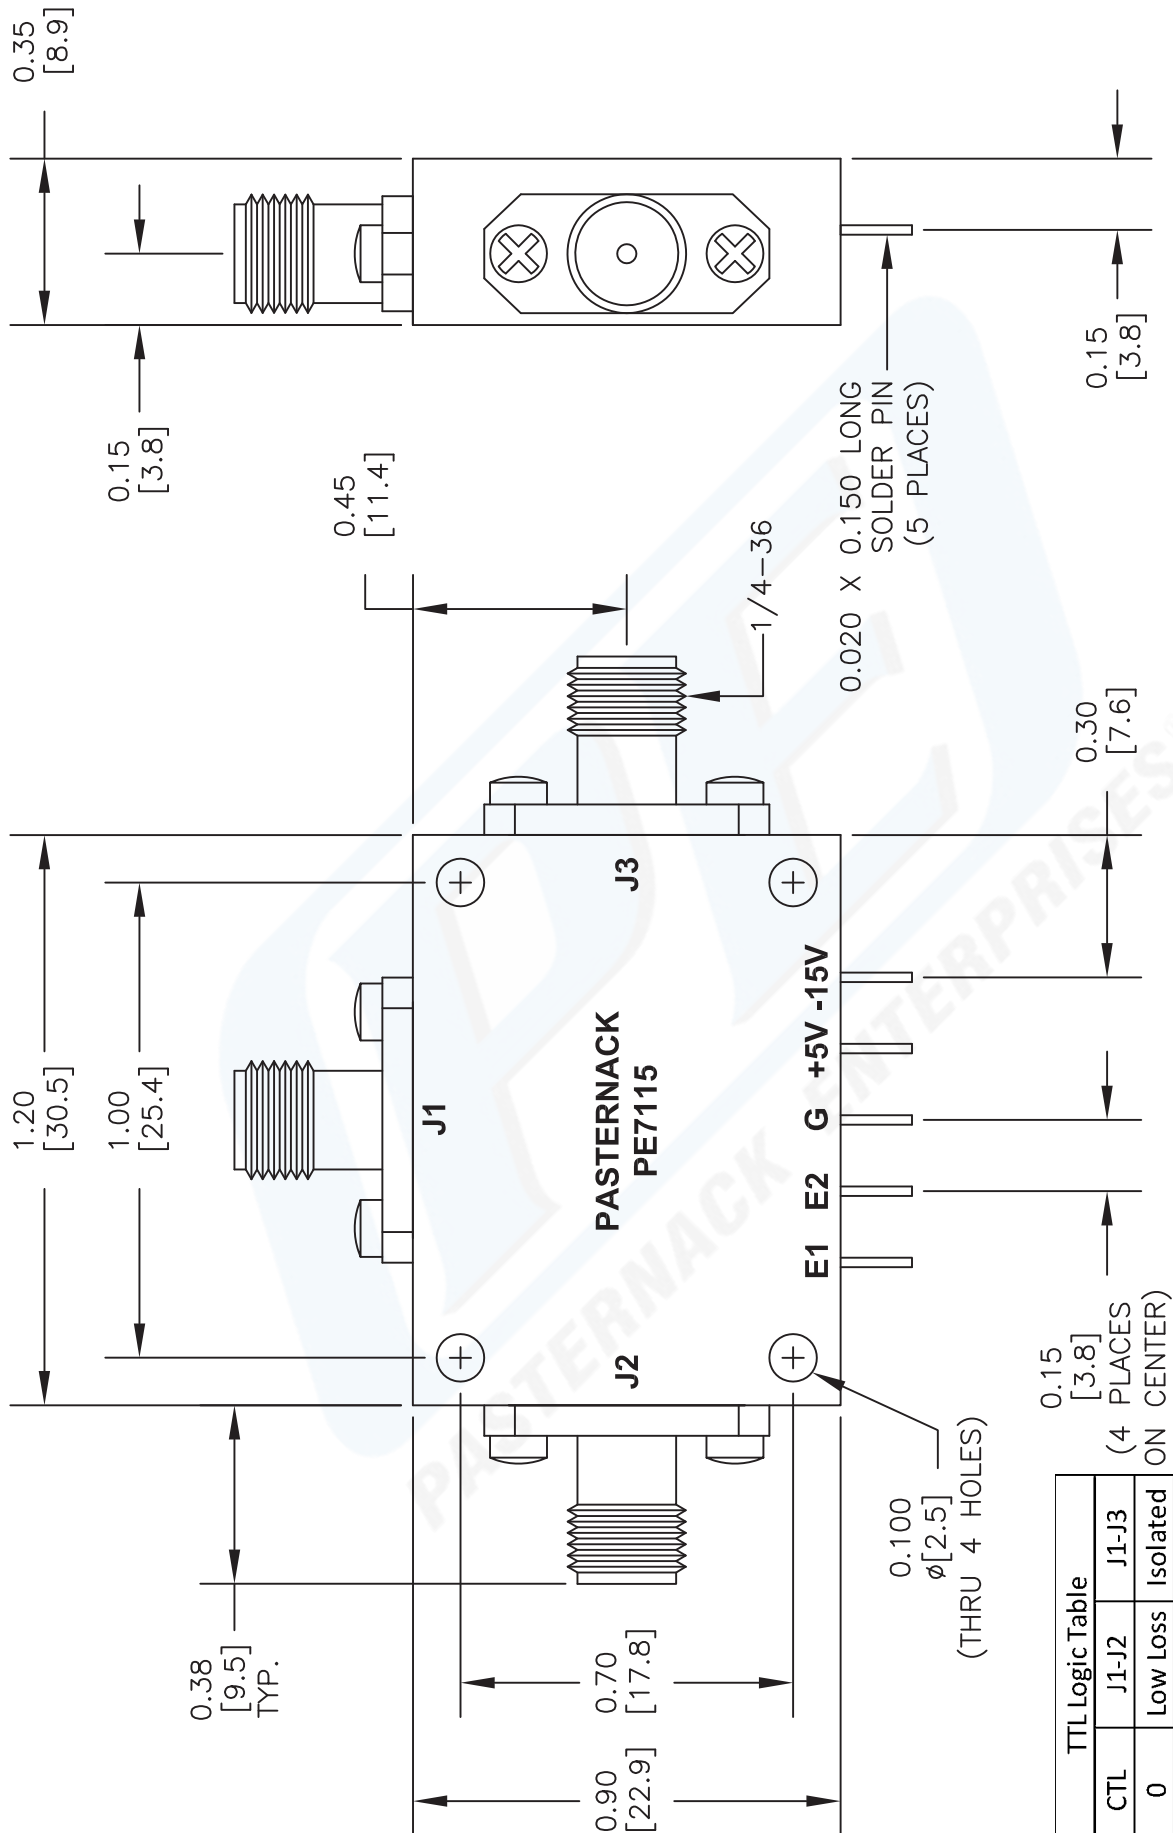 0.38
[9.5]
TYP.
1.20
[30.5]
1.00
[25.4]
0.15
[3.8]
0.35
[8.9]
0.45
[11.4]
0.90
[22.9]
0.70
[17.8]
J1
J2
J3
PASTERNACK
PE7115
E1 E2 G +5V -15V
1/4-36
0.020 X 0.150 LONG
SOLDER PIN
(5 PLACES)
0.100
ϕ[2.5]
(THRU 4 HOLES)
0.15
[3.8]
(4 PLACES
ON CENTER)
0.30
[7.6]
0.15
[3.8]
TTL Logic Table
CTL J1-J2 J1-J3
0 Low Loss Isolated
PE
PASTERNACK ENTERPRISES